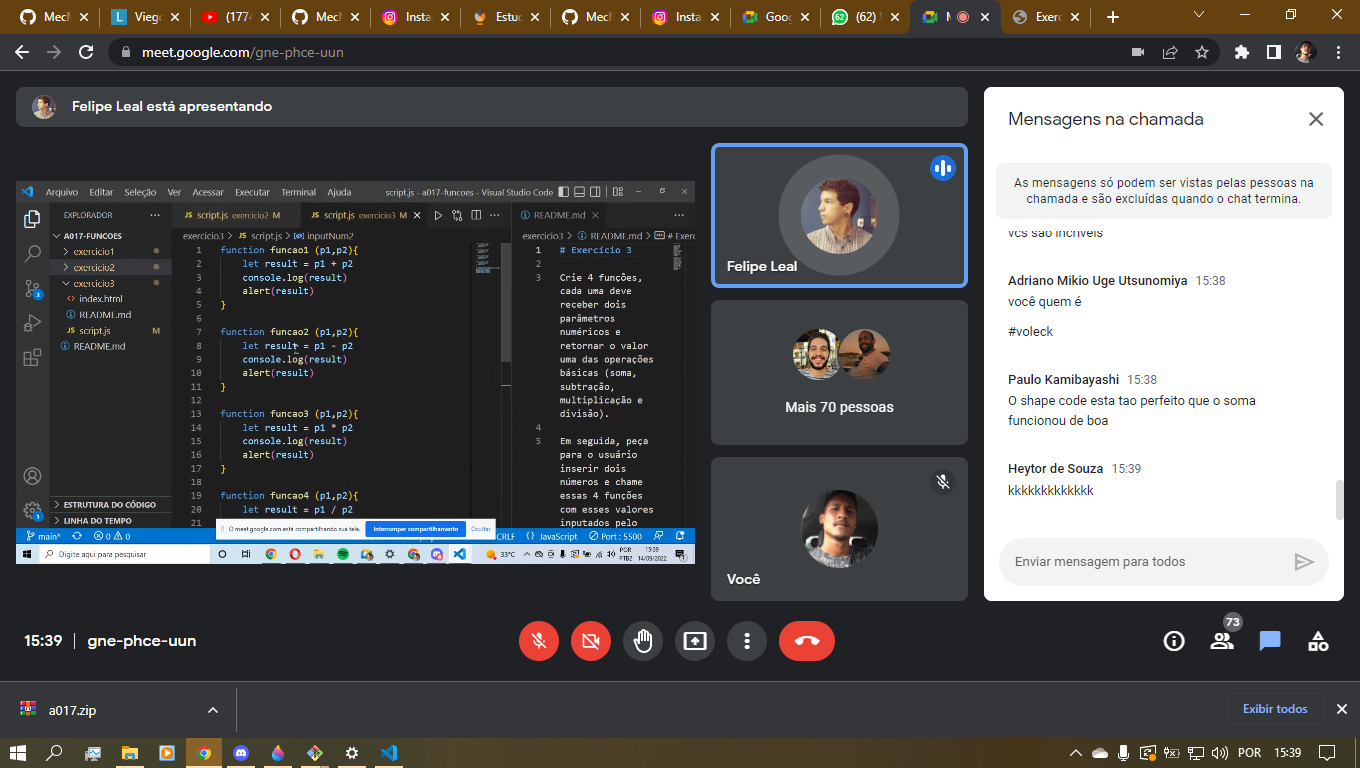 Mecl
Viego
(177
Mecl
Insta
Estud
Mecl
Insta
Goog
62
(62)
M
Exerc
meet.google.com/gne-phce-uun
Felipe Leal está apresentando
Arquivo Editar Seleção Ver Acessar Executar Terminal Ajuda
script.js - a017-funcoes - Visual Studio Code
EXPLORADOR
JS script.js exercicio2 M
JS script.js exercicio3 M
README.md
A017-FUNCOES
exercicio1
exercicio2
exercicio3
index.html
README.md
JS script.js M
README.md
ESTRUTURA DO CÓDIGO
LINHA DO TEMPO
exercicio3 > JS script.js > inputNum2
1 function funcao1 (p1,p2){
2 let result = p1 + p2
3 console.log(result)
4 alert(result)
5 }
6
7 function funcao2 (p1,p2){
8 let result = p1 - p2
9 console.log(result)
10 alert(result)
11 }
12
13 function funcao3 (p1,p2){
14 let result = p1 * p2
15 console.log(result)
16 alert(result)
17 }
18
19 function funcao4 (p1,p2){
20 let result = p1 / p2
21
exercicio3 > README.md > # Exerc
1 # Exercício 3
2
3 Crie 4 funções,
cada uma deve
receber dois
parâmetros
numéricos e
retornar o valor
uma das operações
básicas (soma,
subtração,
multiplicação e
divisão).
4
5 Em seguida, peça
para o usuário
inserir dois
números e chame
essas 4 funções
com esses valores
inputados pelo
O meet.google.com está compartilhando sua tela.
Interromper compartilhamento
Ocultar
3
1
main*
0 0
CRLF
JavaScript
Port : 5500
Digite aqui para pesquisar
33°C
POR
PTB2
15:39
14/09/2022
Felipe Leal
Mais 70 pessoas
Você
Mensagens na chamada
As mensagens só podem ser vistas pelas pessoas na
chamada e são excluídas quando o chat termina.
vcs são incríveis
Adriano Mikio Uge Utsunomiya 15:38
você quem é
#voleck
Paulo Kamibayashi 15:38
O shape code esta tao perfeito que o soma
funcionou de boa
Heytor de Souza 15:39
kkkkkkkkkkkkk
Enviar mensagem para todos
15:39 | gne-phce-uun
73
a017.zip
Exibir todos
POR
15:39